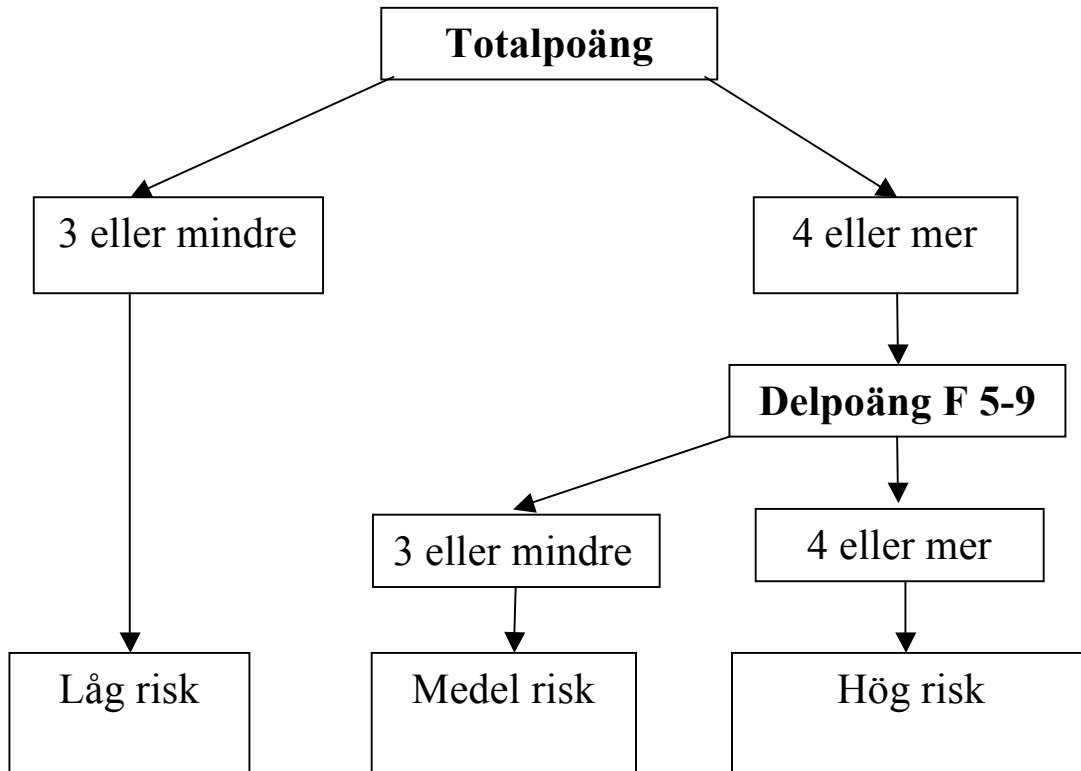 Totalpoäng
3 eller mindre
4 eller mer
Delpoäng F 5-9
3 eller mindre
4 eller mer
Låg risk
Medel risk
Hög risk